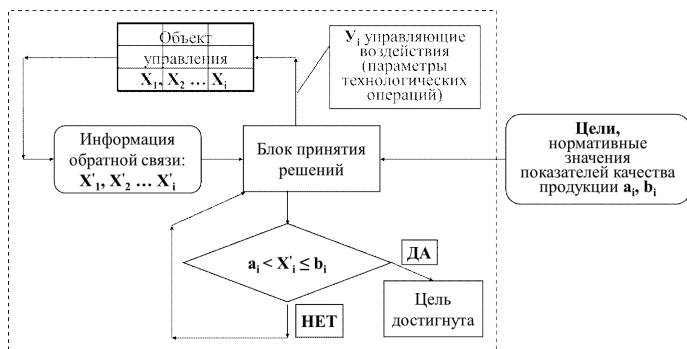 Объект
управления
X₁, X₂ … Xᵢ
Уᵢ управляющие
воздействия
(параметры
технологических
операций)
Информация
обратной связи:
X'₁, X'₂ … X'ᵢ
Блок принятия
решений
Цели,
нормативные
значения
показателей качества
продукции aᵢ, bᵢ
aᵢ < X'ᵢ ≤ bᵢ
ДА
Цель
достигнута
НЕТ